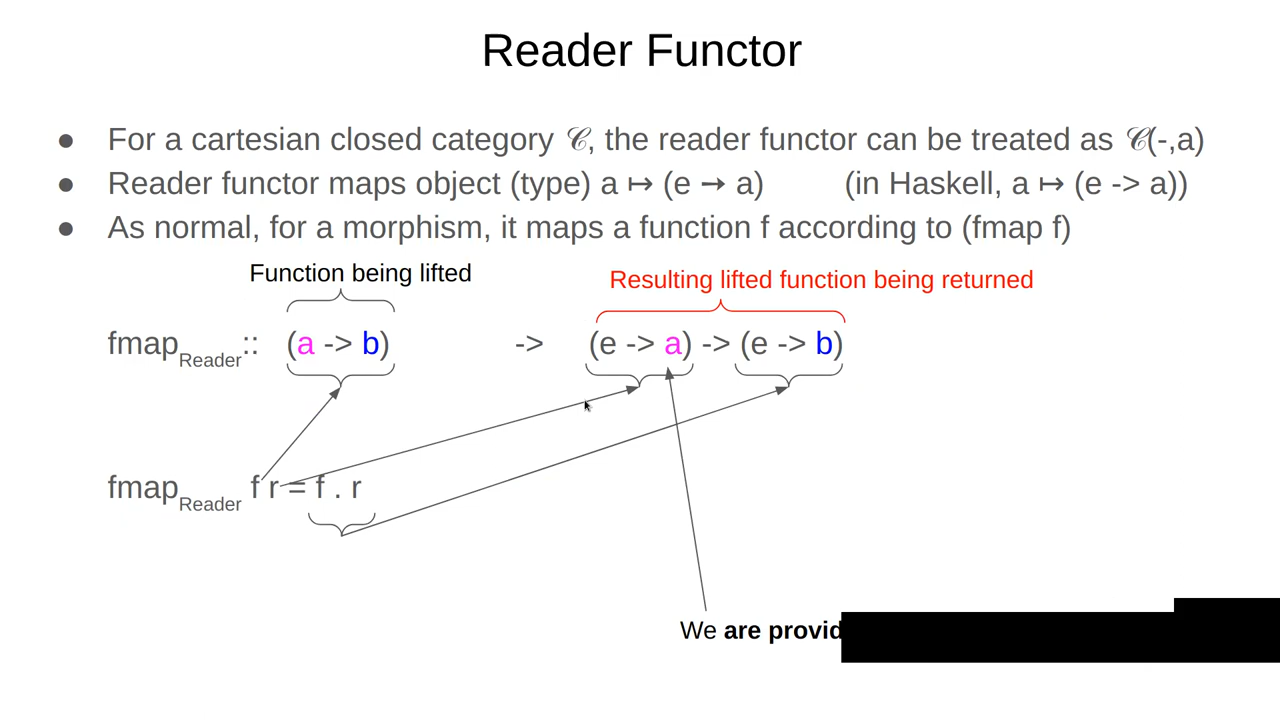 Reader Functor
● For a cartesian closed category 𝒞, the reader functor can be treated as 𝒞(-,a)
● Reader functor maps object (type) a ↦ (e ➞ a) (in Haskell, a ↦ (e -> a))
● As normal, for a morphism, it maps a function f according to (fmap f)
Function being lifted
Resulting lifted function being returned
fmapReader:: (a -> b) -> (e -> a) -> (e -> b)
fmapReader f r = f . r
We are